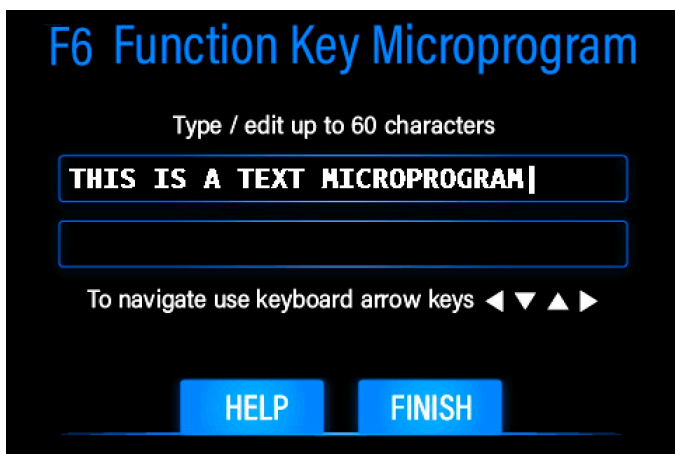 F6 Function Key Microprogram
Type / edit up to 60 characters
THIS IS A TEXT MICROPROGRAM
To navigate use keyboard arrow keys ◀ ▼ ▲ ▶
HELP FINISH